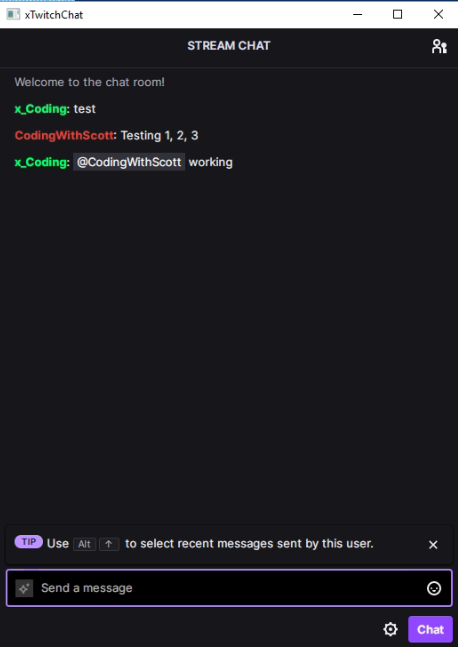 xTwitchChat
STREAM CHAT
Welcome to the chat room!
x_Coding: test
CodingWithScott: Testing 1, 2, 3
x_Coding: @CodingWithScott working
TIP Use Alt ↑ to select recent messages sent by this user.
Send a message
Chat